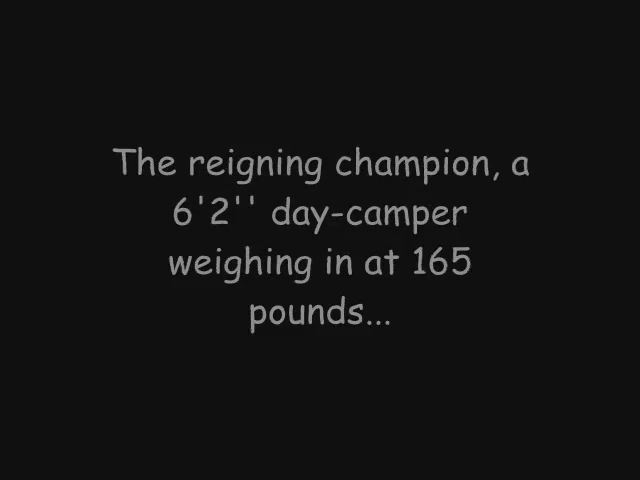 The reigning champion, a
6'2'' day-camper
weighing in at 165
pounds...